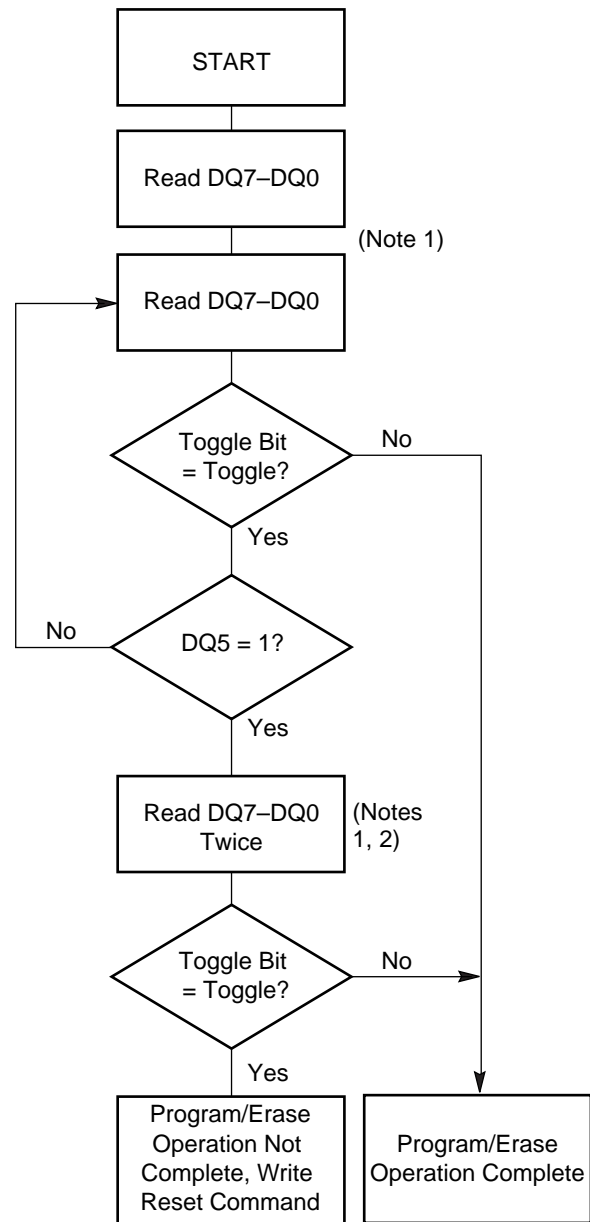 START
Read DQ7–DQ0
(Note 1)
Read DQ7–DQ0
Toggle Bit
= Toggle?
No
Yes
No
DQ5 = 1?
Yes
Read DQ7–DQ0
Twice
(Notes
1, 2)
Toggle Bit
= Toggle?
No
Yes
Program/Erase
Operation Not
Complete, Write
Reset Command
Program/Erase
Operation Complete